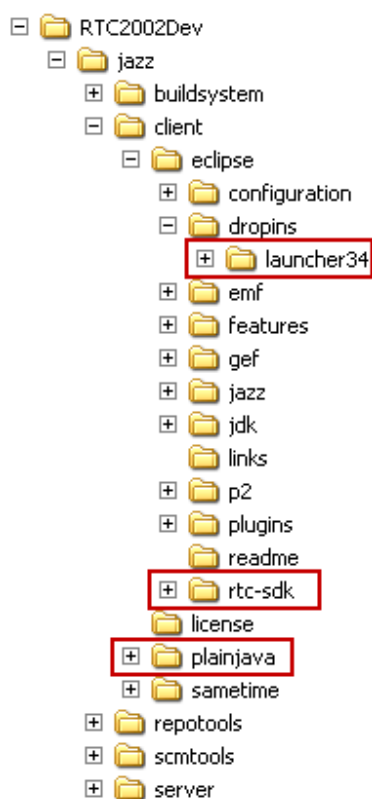 RTC2002Dev
jazz
buildsystem
client
eclipse
configuration
dropins
launcher34
emf
features
gef
jazz
jdk
links
p2
plugins
readme
rtc-sdk
license
plainjava
sametime
repotools
scmtools
server